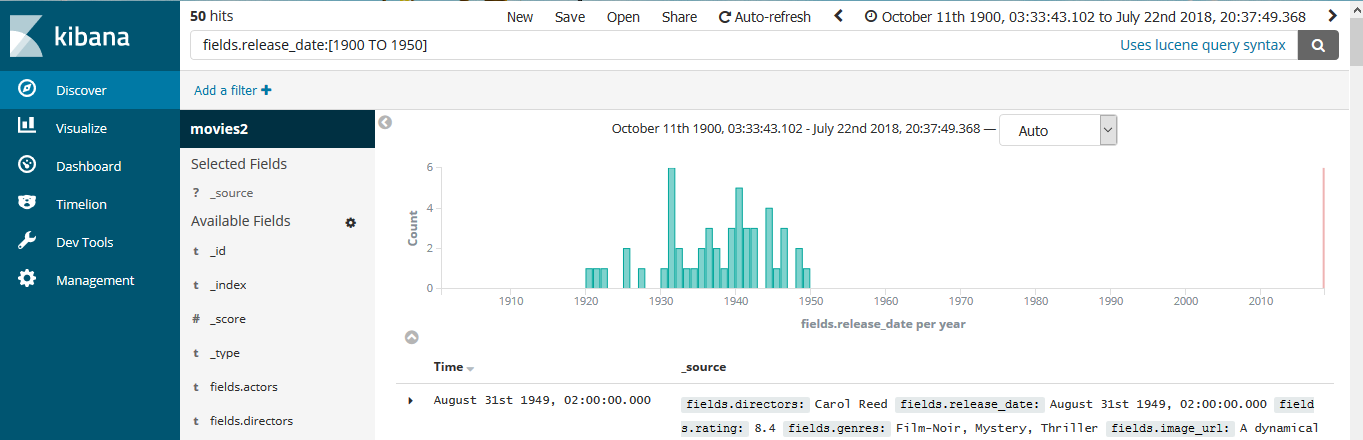 kibana
Discover
Visualize
Dashboard
Timelion
Dev Tools
Management
50 hits
New Save Open Share Auto-refresh October 11th 1900, 03:33:43.102 to July 22nd 2018, 20:37:49.368
fields.release_date:[1900 TO 1950] Uses lucene query syntax
Add a filter
movies2
Selected Fields
? _source
Available Fields
t _id
t _index
# _score
t _type
t fields.actors
t fields.directors
October 11th 1900, 03:33:43.102 - July 22nd 2018, 20:37:49.368 — Auto
Count
6
4
2
0
1910 1920 1930 1940 1950 1960 1970 1980 1990 2000 2010
fields.release_date per year
Time _source
August 31st 1949, 02:00:00.000 fields.directors: Carol Reed fields.release_date: August 31st 1949, 02:00:00.000 field
s.rating: 8.4 fields.genres: Film-Noir, Mystery, Thriller fields.image_url: A dynamical